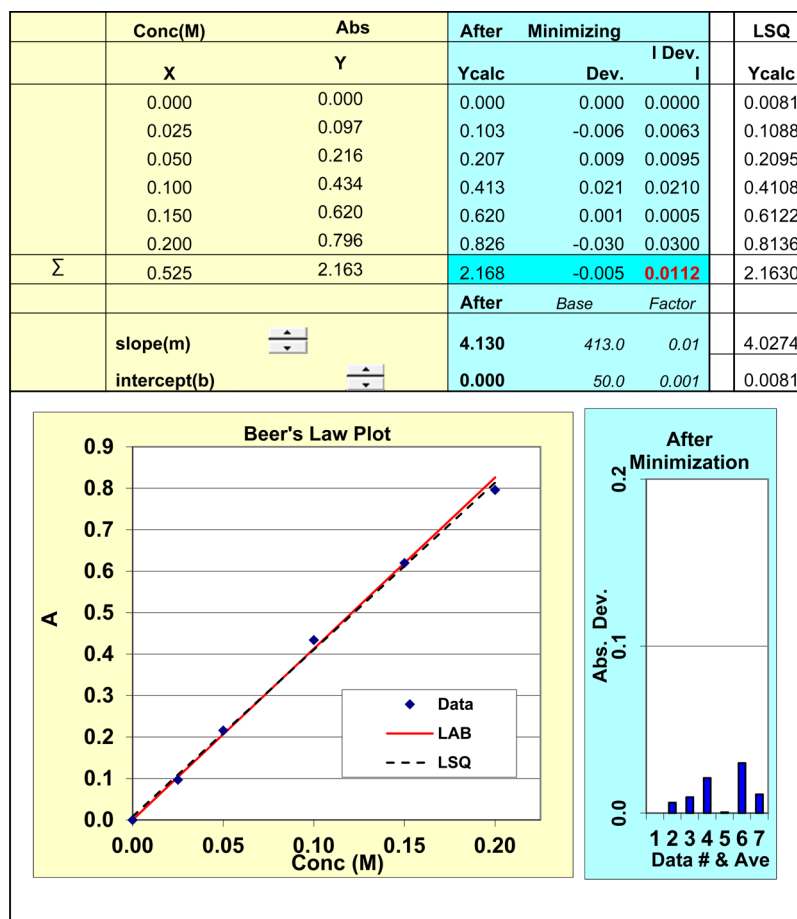 Conc(M) Abs After Minimizing LSQ
X Y Ycalc Dev. l Dev. l Ycalc
0.000 0.000 0.000 0.000 0.0000 0.0081
0.025 0.097 0.103 -0.006 0.0063 0.1088
0.050 0.216 0.207 0.009 0.0095 0.2095
0.100 0.434 0.413 0.021 0.0210 0.4108
0.150 0.620 0.620 0.001 0.0005 0.6122
0.200 0.796 0.826 -0.030 0.0300 0.8136
Σ 0.525 2.163 2.168 -0.005 0.0112 2.1630
After Base Factor
slope(m) 4.130 413.0 0.01 4.0274
intercept(b) 0.000 50.0 0.001 0.0081
Beer's Law Plot
0.9
0.8
0.7
0.6
0.5
0.4
0.3
0.2
0.1
0.0
A
Data
LAB
LSQ
0.00 0.05 0.10 0.15 0.20
Conc (M)
After
Minimization
0.2
0.1
0.0
Abs. Dev.
1 2 3 4 5 6 7
Data # & Ave